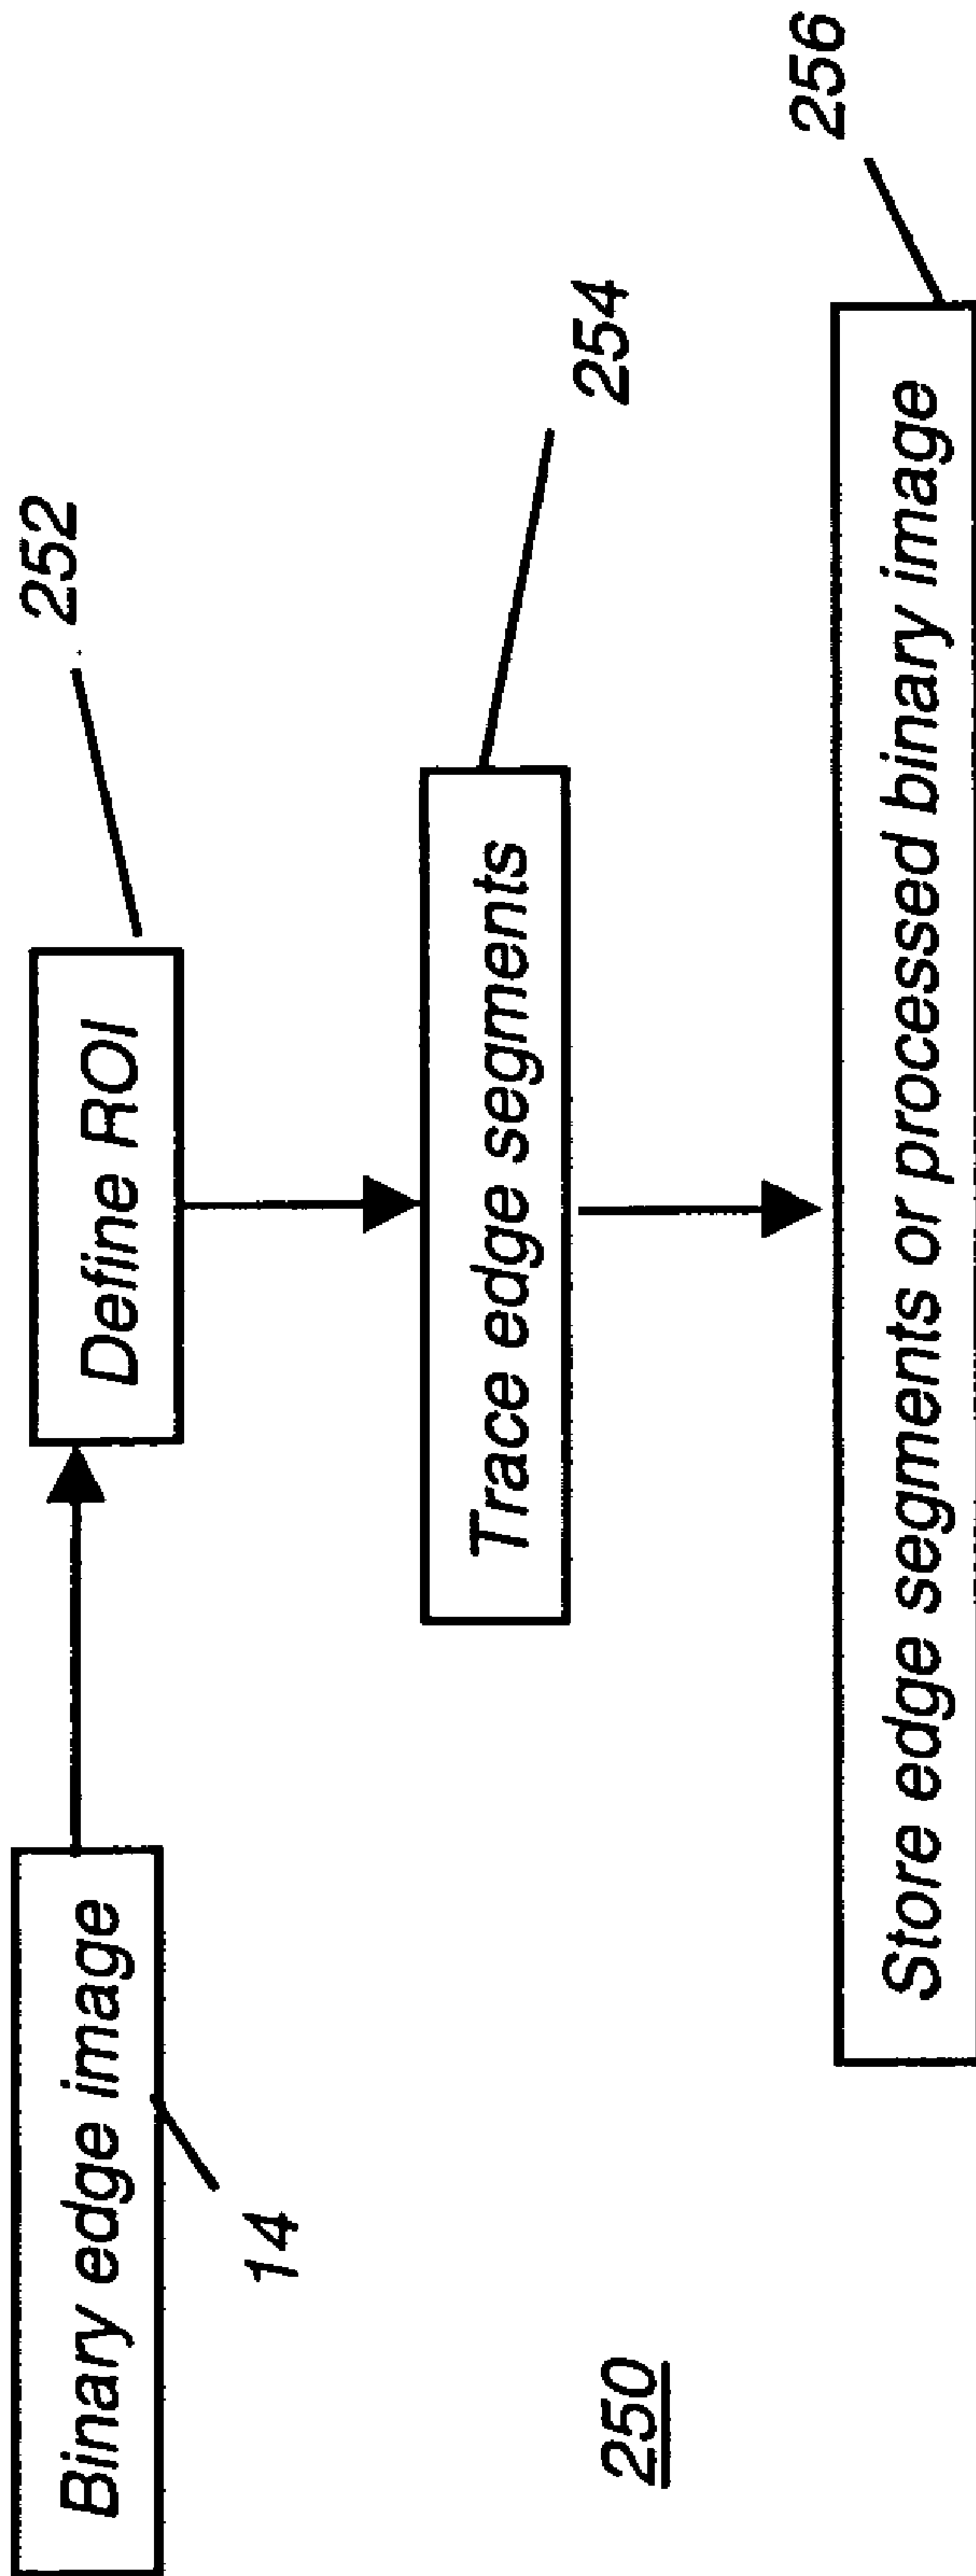 Binary edge image
14
Define ROI
252
Trace edge segments
254
Store edge segments or processed binary image
256
250